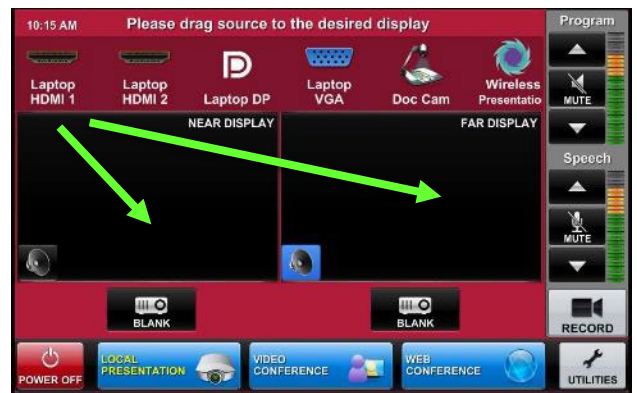 10:15 AM
Please drag source to the desired display
Program
Laptop
HDMI 1
Laptop
HDMI 2
Laptop DP
Laptop
VGA
Doc Cam
Wireless
Presentatio
MUTE
NEAR DISPLAY
FAR DISPLAY
Speech
MUTE
BLANK
BLANK
RECORD
POWER OFF
LOCAL
PRESENTATION
VIDEO
CONFERENCE
WEB
CONFERENCE
UTILITIES